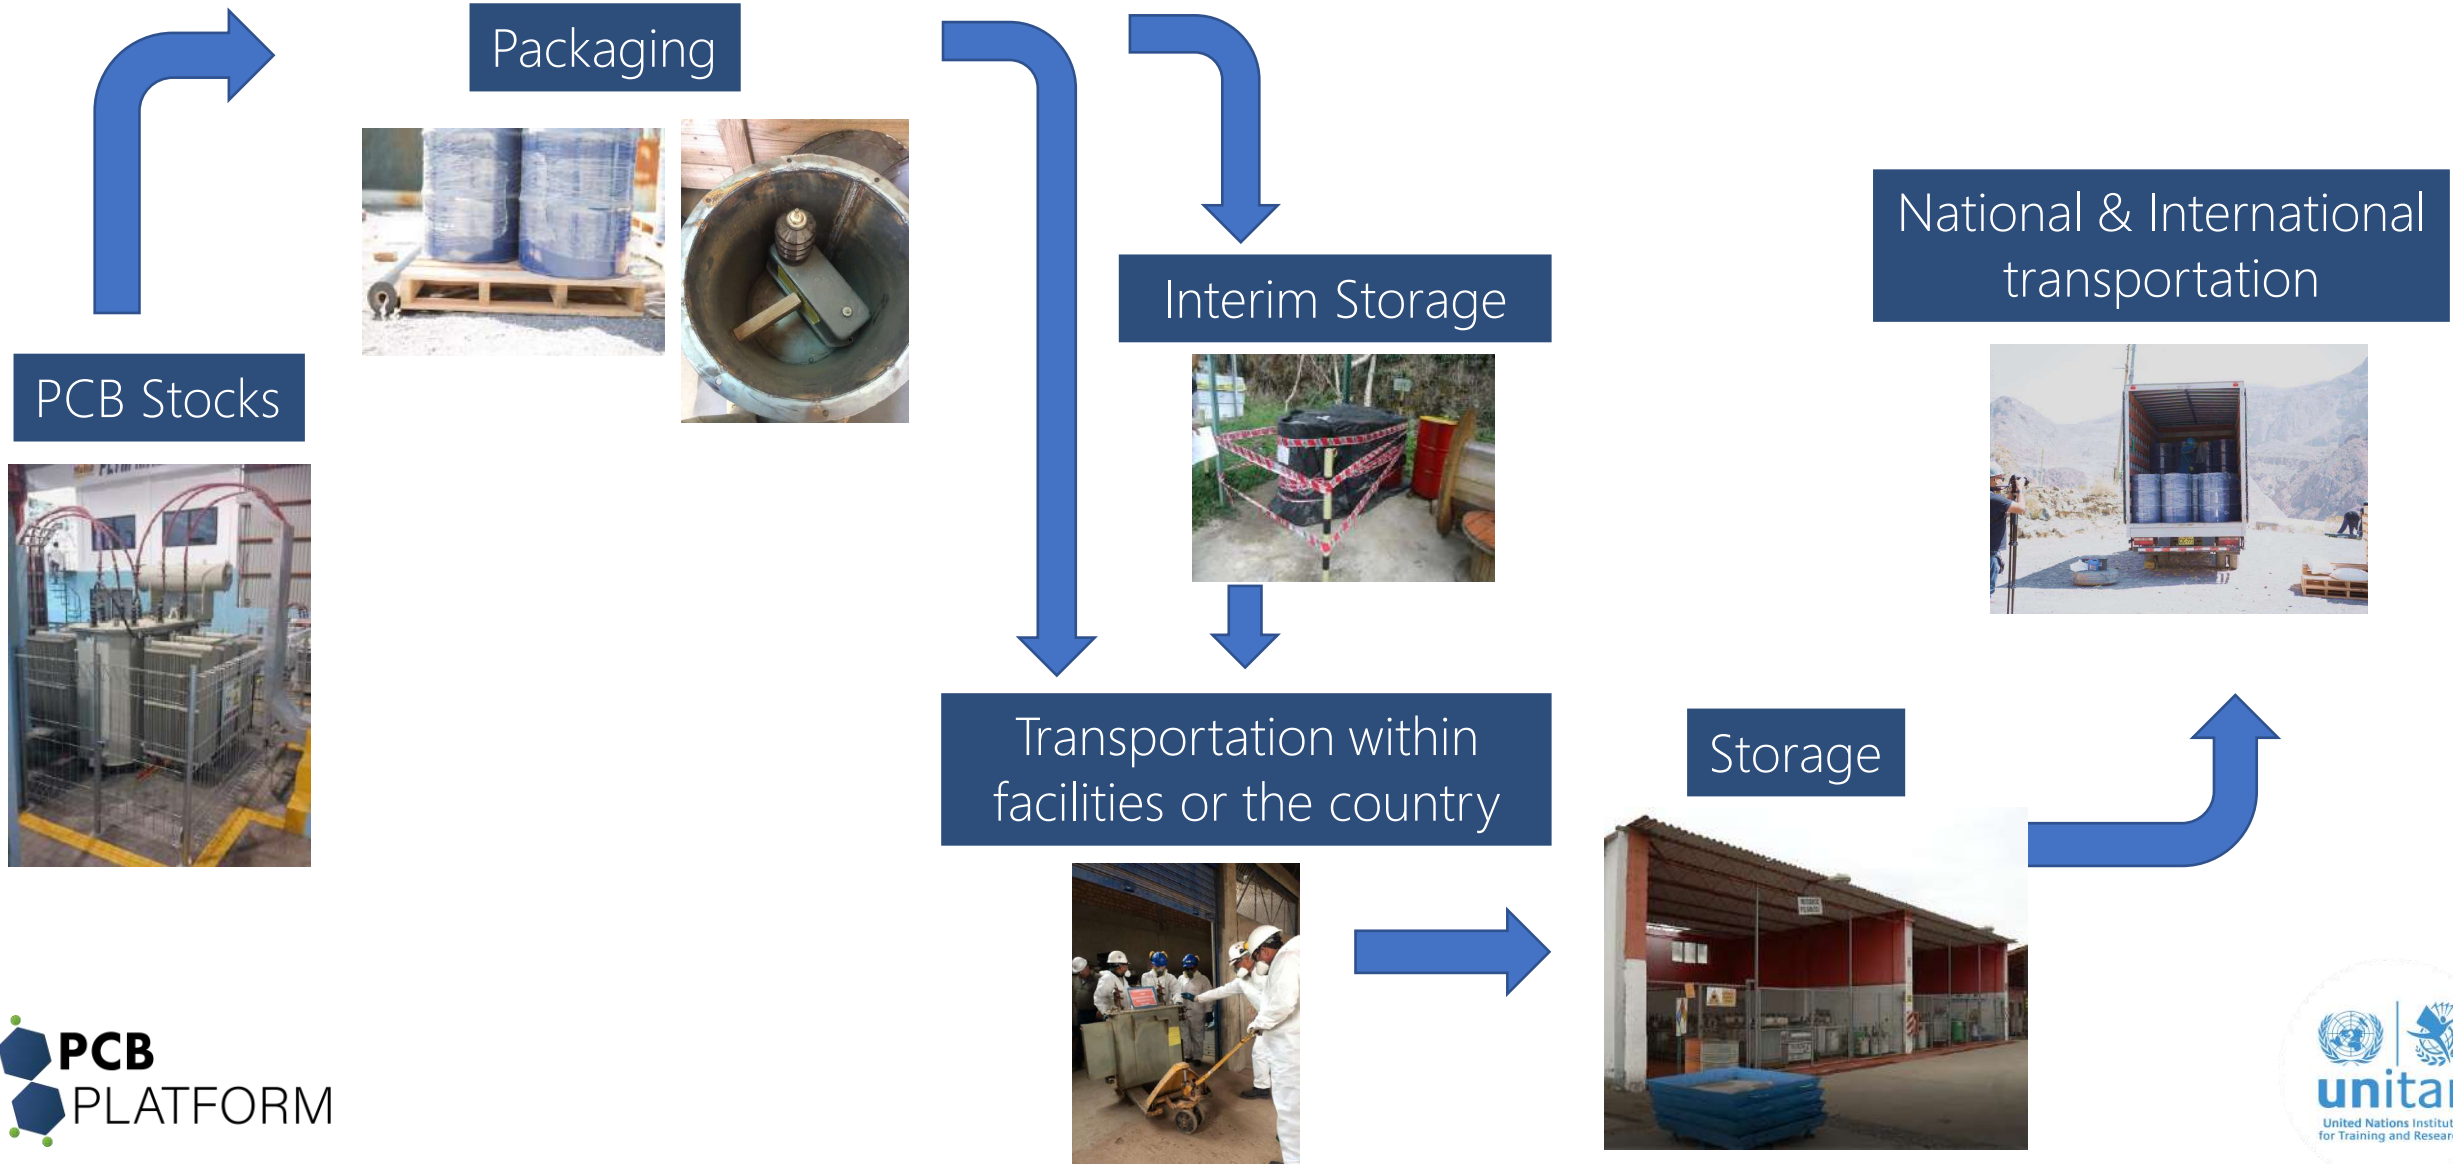 Packaging
National & International
transportation
Interim Storage
PCB Stocks
Transportation within
facilities or the country
Storage
PCB
PLATFORM
unitar
United Nations Institut
for Training and Resear